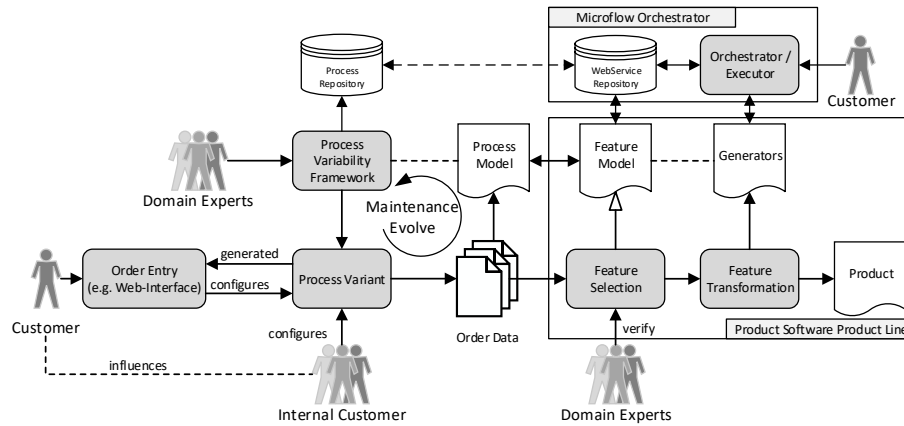 Microflow Orchestrator
Process
Repository
WebService
Repository
Orchestrator /
Executor
Customer
Process
Variability
Framework
Process
Model
Feature
Model
Generators
Domain Experts
Maintenance
Evolve
generated
Order Entry
(e.g. Web-Interface)
configures
Process Variant
Feature
Selection
Feature
Transformation
Product
Customer
configures
Order Data
verify
Product Software Product Line
influences
Internal Customer
Domain Experts